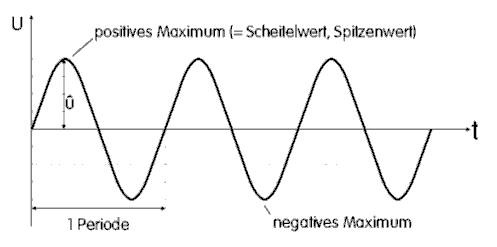 U
positives Maximum (= Scheitelwert, Spitzenwert)
Û
t
1 Periode
negatives Maximum